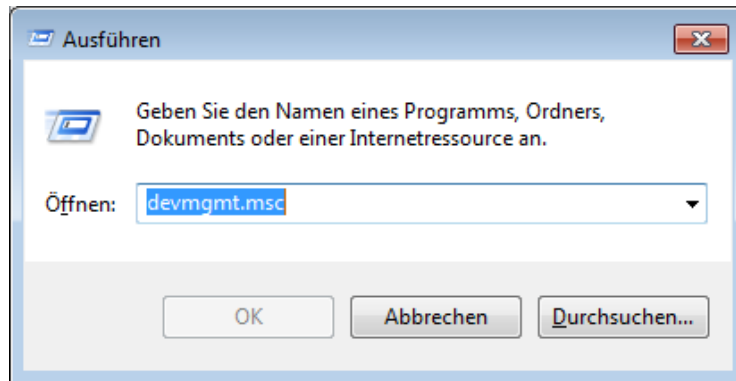 Ausführen
Geben Sie den Namen eines Programms, Ordners,
Dokuments oder einer Internetressource an.
Öffnen: devmgmt.msc
OK Abbrechen Durchsuchen...